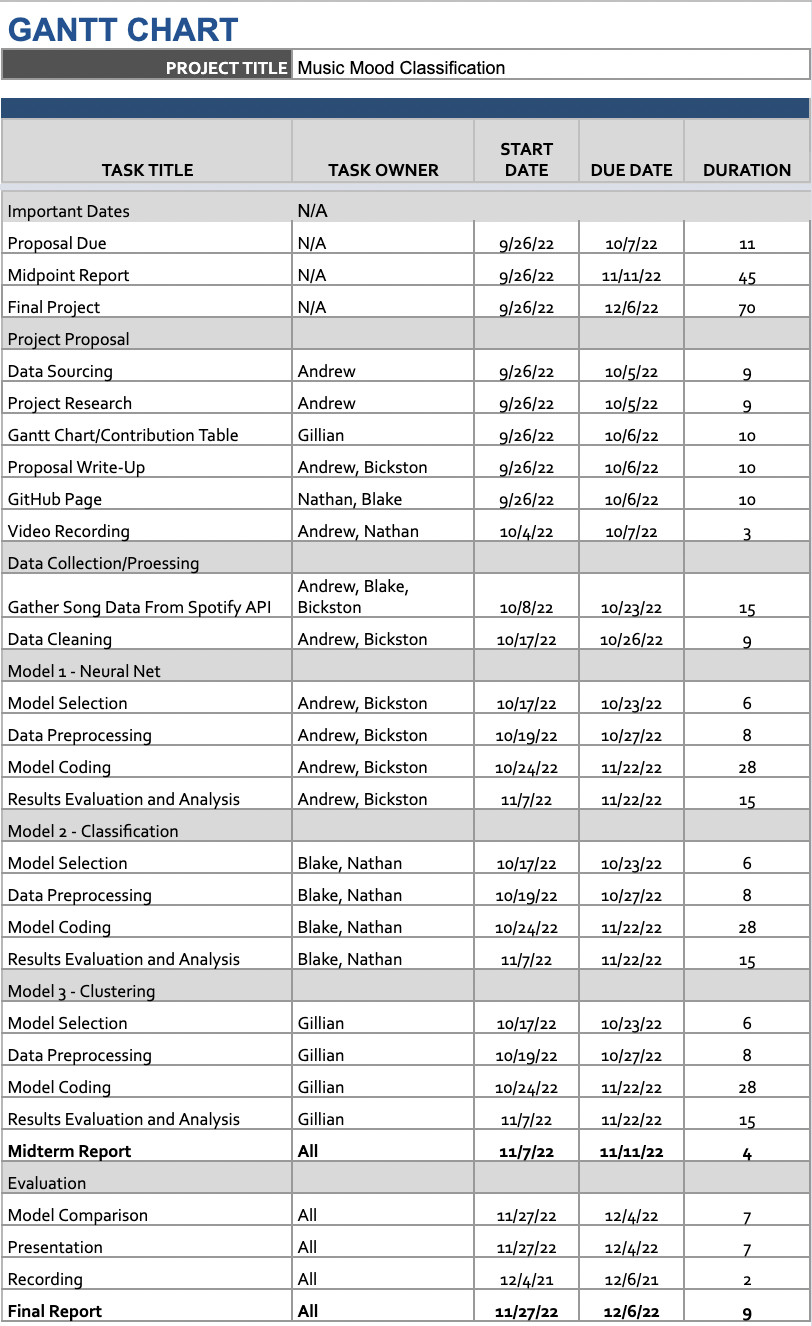 GANTT CHART
PROJECT TITLE Music Mood Classification
TASK TITLE TASK OWNER START DATE DUE DATE DURATION
Important Dates N/A
Proposal Due N/A 9/26/22 10/7/22 11
Midpoint Report N/A 9/26/22 11/11/22 45
Final Project N/A 9/26/22 12/6/22 70
Project Proposal
Data Sourcing Andrew 9/26/22 10/5/22 9
Project Research Andrew 9/26/22 10/5/22 9
Gantt Chart/Contribution Table Gillian 9/26/22 10/6/22 10
Proposal Write-Up Andrew, Bickston 9/26/22 10/6/22 10
GitHub Page Nathan, Blake 9/26/22 10/6/22 10
Video Recording Andrew, Nathan 10/4/22 10/7/22 3
Data Collection/Proessing
Gather Song Data From Spotify API Andrew, Blake, Bickston 10/8/22 10/23/22 15
Data Cleaning Andrew, Bickston 10/17/22 10/26/22 9
Model 1 - Neural Net
Model Selection Andrew, Bickston 10/17/22 10/23/22 6
Data Preprocessing Andrew, Bickston 10/19/22 10/27/22 8
Model Coding Andrew, Bickston 10/24/22 11/22/22 28
Results Evaluation and Analysis Andrew, Bickston 11/7/22 11/22/22 15
Model 2 - Classification
Model Selection Blake, Nathan 10/17/22 10/23/22 6
Data Preprocessing Blake, Nathan 10/19/22 10/27/22 8
Model Coding Blake, Nathan 10/24/22 11/22/22 28
Results Evaluation and Analysis Blake, Nathan 11/7/22 11/22/22 15
Model 3 - Clustering
Model Selection Gillian 10/17/22 10/23/22 6
Data Preprocessing Gillian 10/19/22 10/27/22 8
Model Coding Gillian 10/24/22 11/22/22 28
Results Evaluation and Analysis Gillian 11/7/22 11/22/22 15
Midterm Report All 11/7/22 11/11/22 4
Evaluation
Model Comparison All 11/27/22 12/4/22 7
Presentation All 11/27/22 12/4/22 7
Recording All 12/4/21 12/6/21 2
Final Report All 11/27/22 12/6/22 9